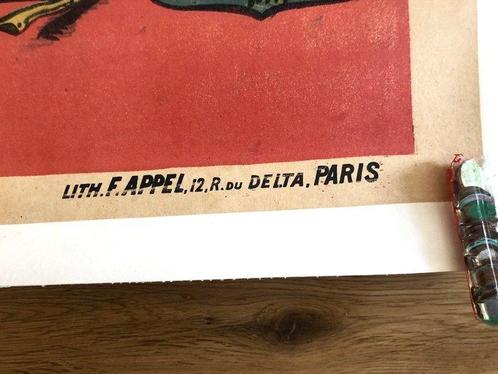 LITH. F. APPEL, 12, R. DU DELTA, PARIS